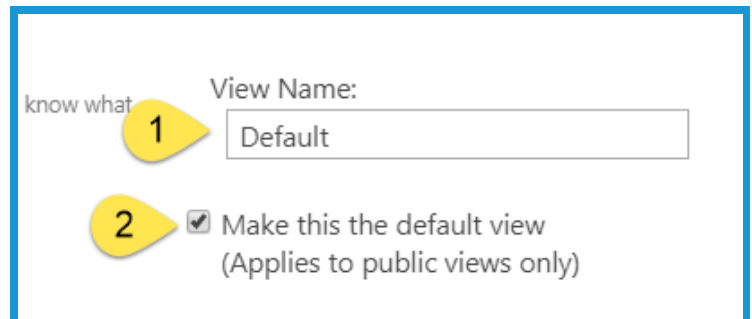 View Name:
know what
1
Default
2
Make this the default view
(Applies to public views only)